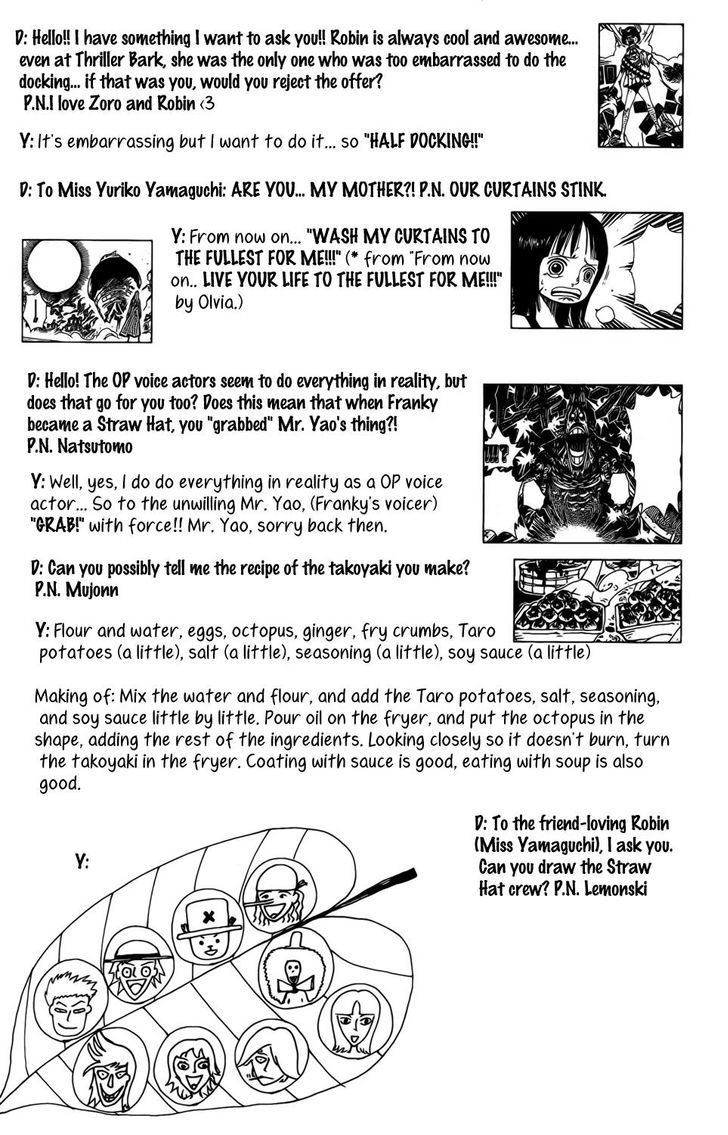 D: Hello!! I have something I want to ask you!! Robin is always cool and awesome...
even at Thriller Bark, she was the only one who was too embarrassed to do the
docking... if that was you, would you reject the offer?
P.N.I love Zoro and Robin <3
Y: It's embarrassing but I want to do it... so "HALF DOCKING!!"
D: To Miss Yuriko Yamaguchi: ARE YOU... MY MOTHER?! P.N. OUR CURTAINS STINK.
Y: From now on... "WASH MY CURTAINS TO
THE FULLEST FOR ME!!!" (* from "From now
on.. LIVE YOUR LIFE TO THE FULLEST FOR ME!!!"
by Olvia.)
D: Hello! The OP voice actors seem to do everything in reality, but
does that go for you too? Does this mean that when Franky
became a Straw Hat, you "grabbed" Mr. Yao's thing?!
P.N. Natsutomo
!!!?
Y: Well, yes, I do do everything in reality as a OP voice
actor... So to the unwilling Mr. Yao, (Franky's voicer)
"GRAB!" with force!! Mr. Yao, sorry back then.
D: Can you possibly tell me the recipe of the takoyaki you make?
P.N. Mujonn
Y: Flour and water, eggs, octopus, ginger, fry crumbs, Taro
potatoes (a little), salt (a little), seasoning (a little), soy sauce (a little)
Making of: Mix the water and flour, and add the Taro potatoes, salt, seasoning,
and soy sauce little by little. Pour oil on the fryer, and put the octopus in the
shape, adding the rest of the ingredients. Looking closely so it doesn't burn, turn
the takoyaki in the fryer. Coating with sauce is good, eating with soup is also
good.
D: To the friend-loving Robin
(Miss Yamaguchi), I ask you.
Can you draw the Straw
Hat crew? P.N. Lemonski
Y: